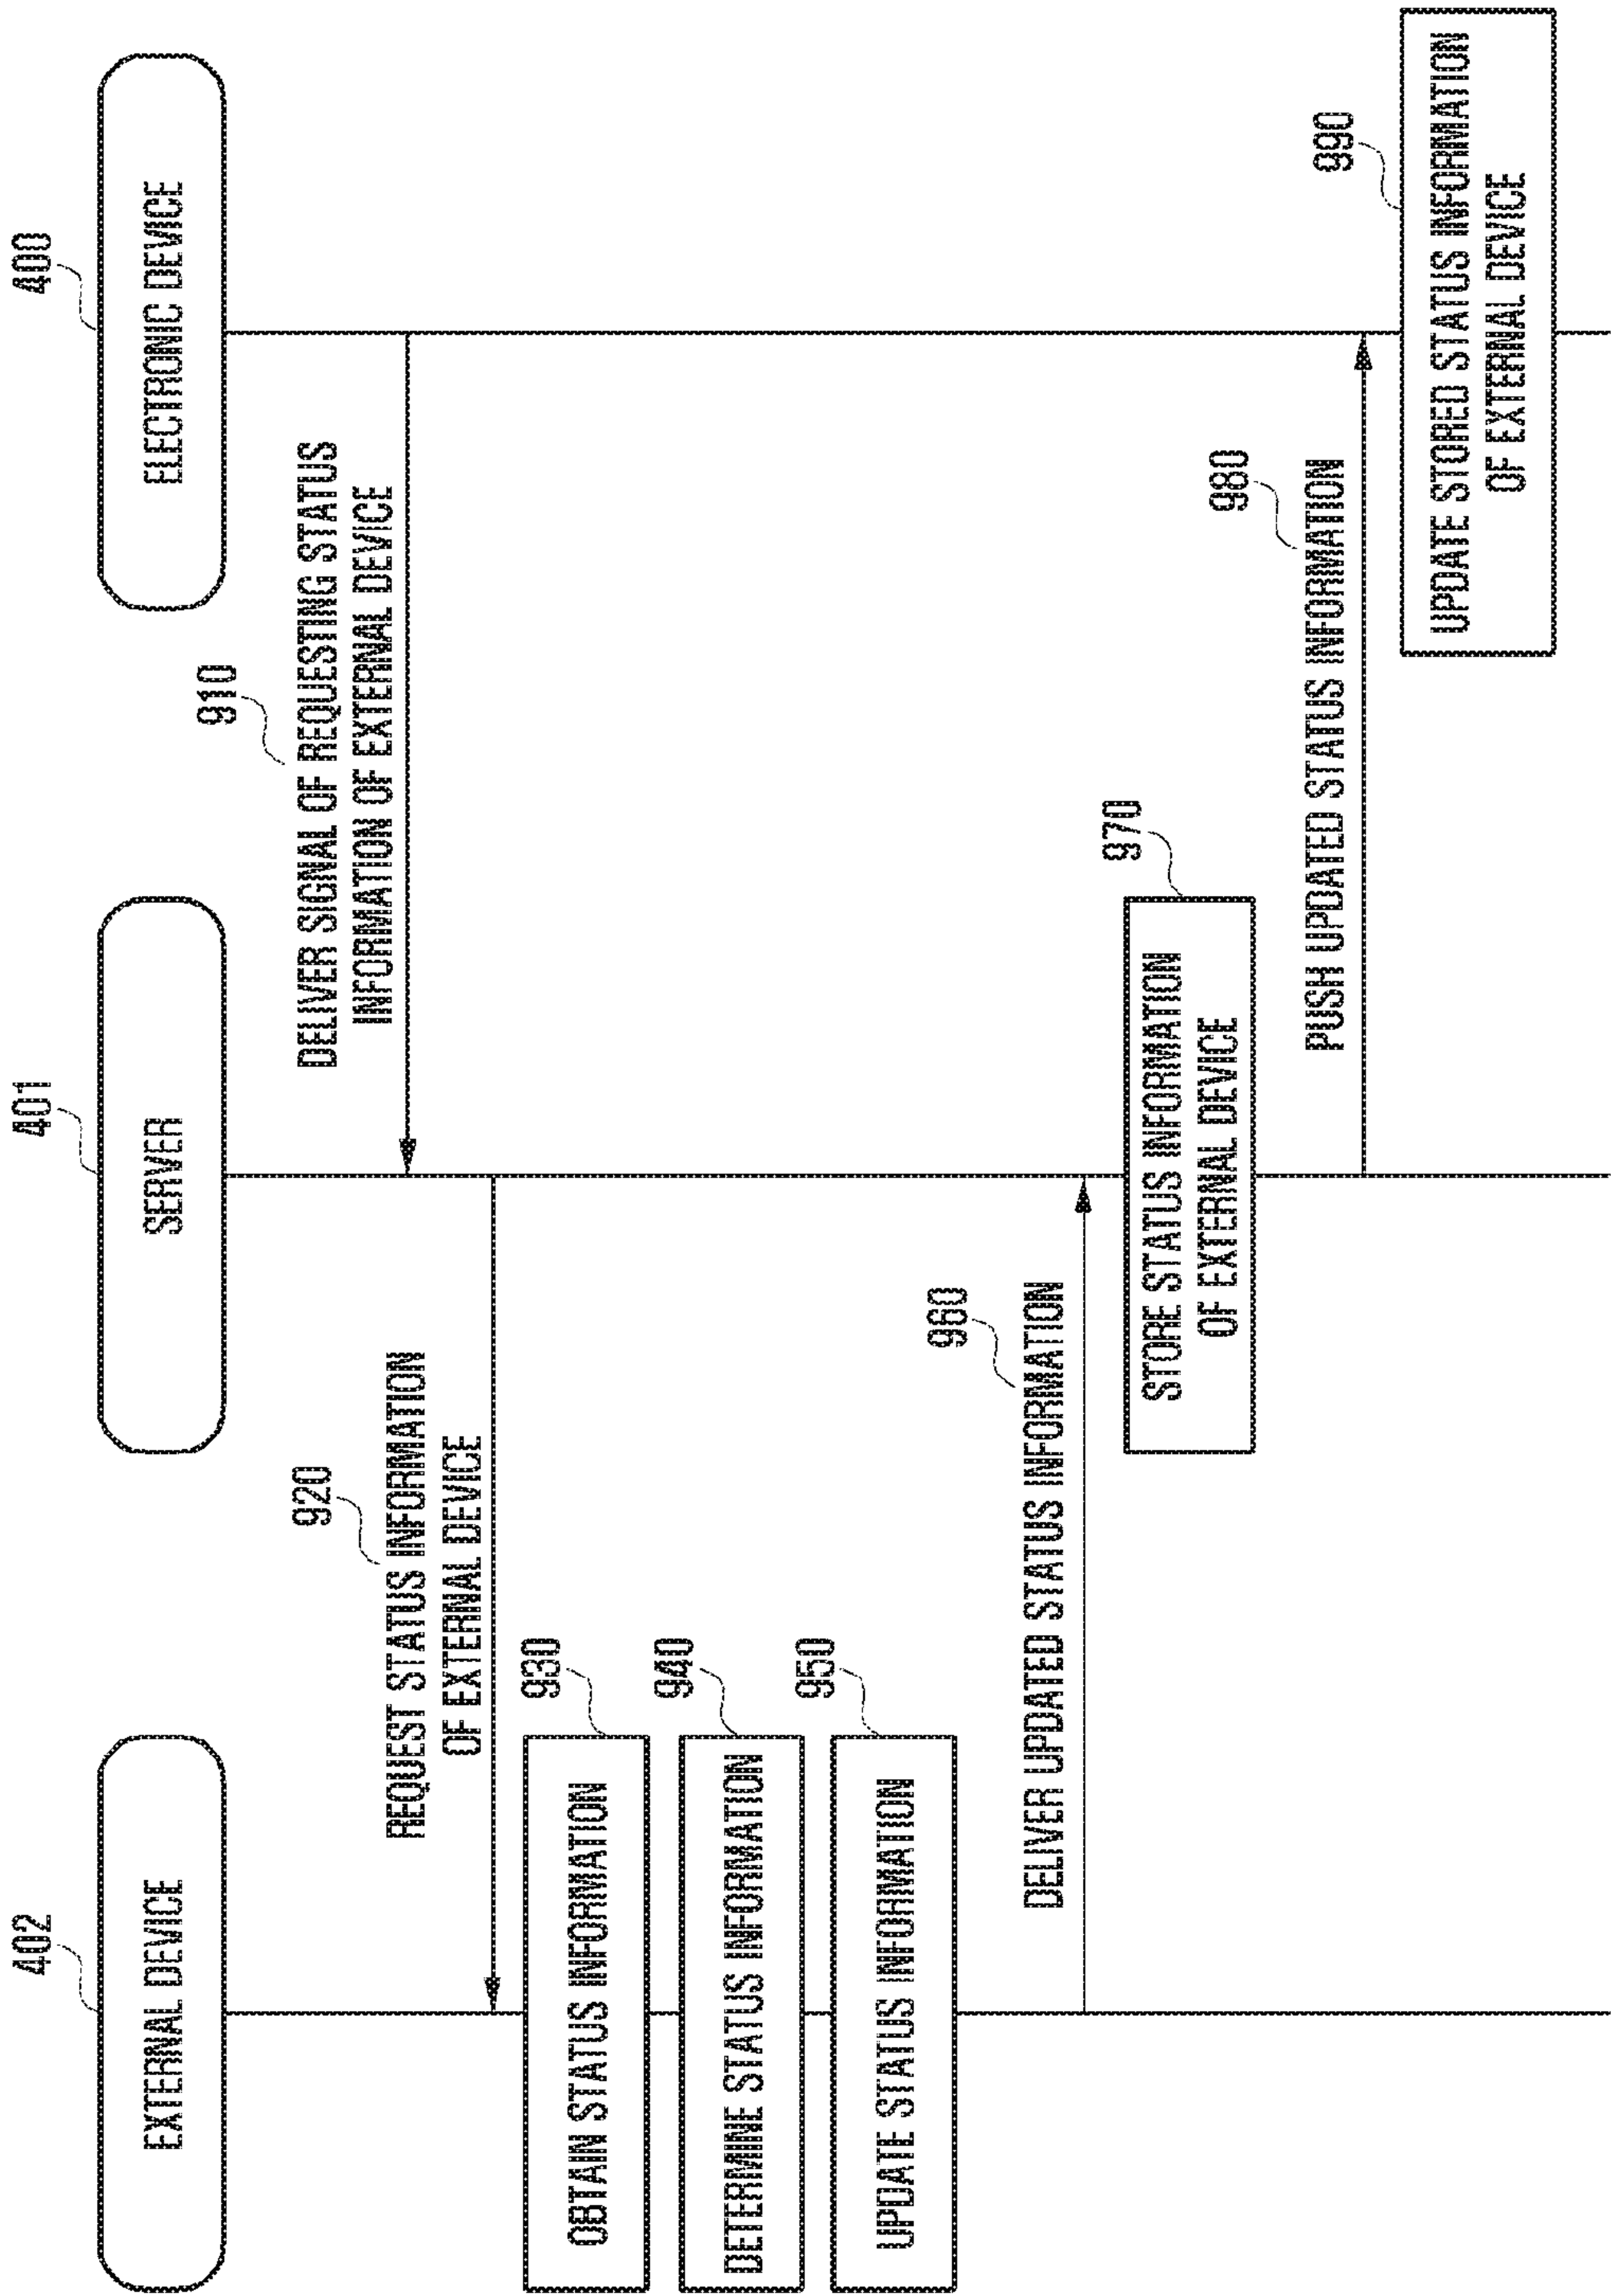 402
EXTERNAL DEVICE
401
SERVER
400
ELECTRONIC DEVICE
910
DELIVER SIGNAL OF REQUESTING STATUS
INFORMATION OF EXTERNAL DEVICE
920
REQUEST STATUS INFORMATION
OF EXTERNAL DEVICE
930
OBTAIN STATUS INFORMATION
940
DETERMINE STATUS INFORMATION
950
UPDATE STATUS INFORMATION
960
DELIVER UPDATED STATUS INFORMATION
970
STORE STATUS INFORMATION
OF EXTERNAL DEVICE
980
PUSH UPDATED STATUS INFORMATION
990
UPDATE STORED STATUS INFORMATION
OF EXTERNAL DEVICE